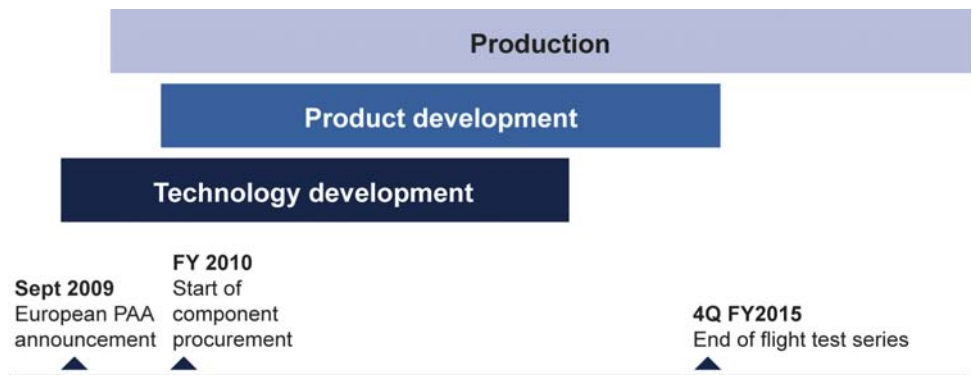 Production
Product development
Technology development
Sept 2009
European PAA
announcement
FY 2010
Start of
component
procurement
4Q FY2015
End of flight test series